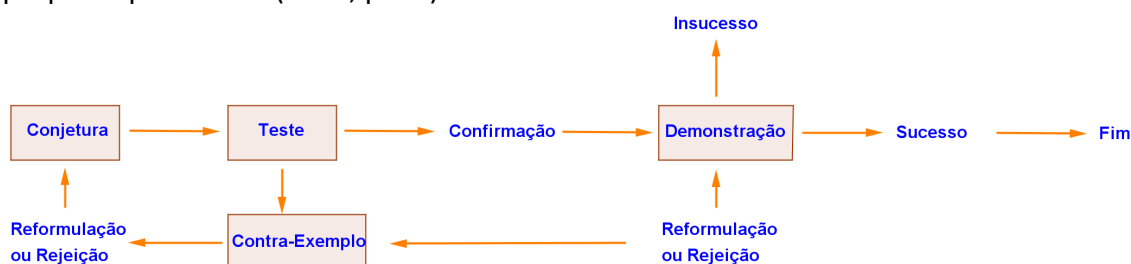 Insucesso
Conjetura
Teste
Confirmação
Demonstração
Sucesso
Fim
Reformulação
ou Rejeição
Contra-Exemplo
Reformulação
ou Rejeição